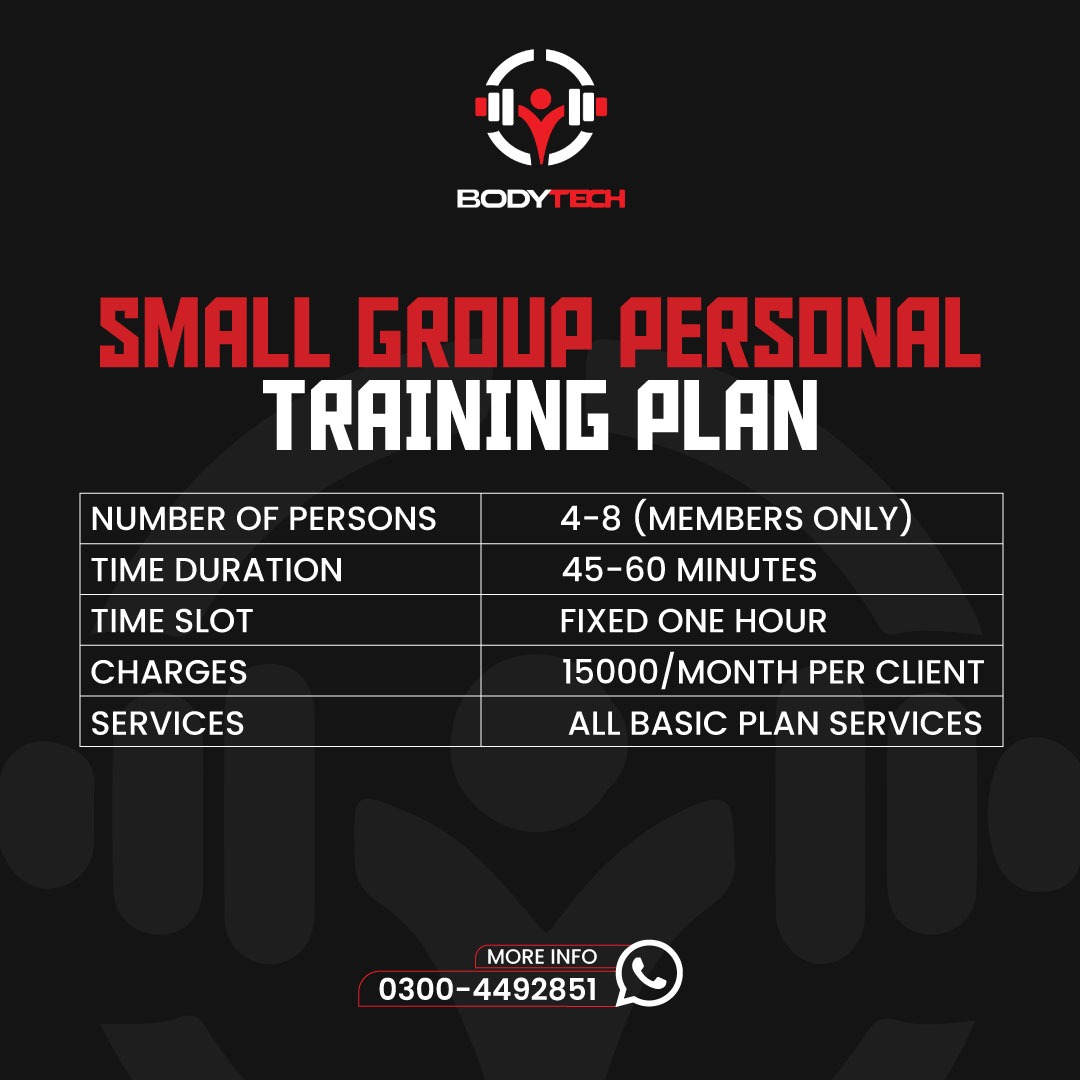 BODYTECH
SMALL GROUP PERSONAL
TRAINING PLAN
NUMBER OF PERSONS 4-8 (MEMBERS ONLY)
TIME DURATION 45-60 MINUTES
TIME SLOT FIXED ONE HOUR
CHARGES 15000/MONTH PER CLIENT
SERVICES ALL BASIC PLAN SERVICES
MORE INFO
0300-4492851